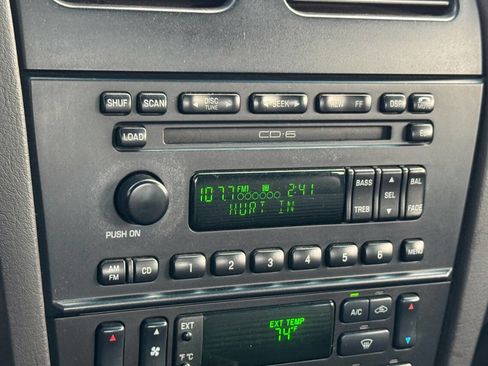 SHUF SCAN DISC TUNE SEEK REW FF DSP
LOAD CD·6
107.7 FM1 2:41
HURT IN
BASS TREB SEL BAL FADE
PUSH ON
AM FM CD 1 2 3 4 5 6 MENU
EXT EXT TEMP A/C
74°F
°F °C